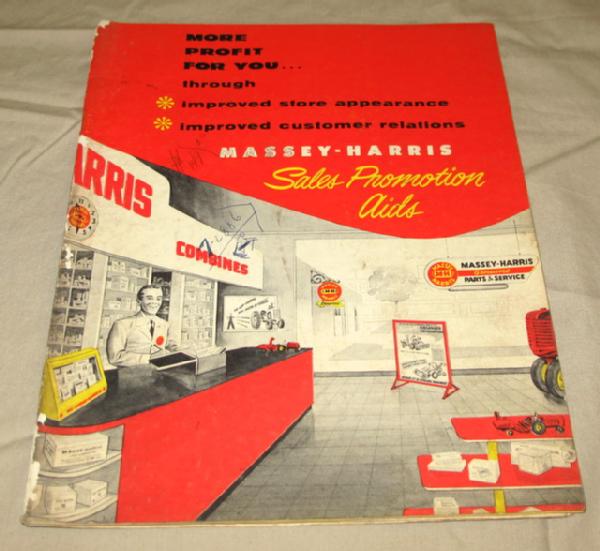 MORE
PROFIT
FOR YOU...
through
improved store appearance
improved customer relations
MASSEY-HARRIS
Sales Promotion
Aids
ARRIS
COMBINES
MASSEY-HARRIS
PARTS & SERVICE